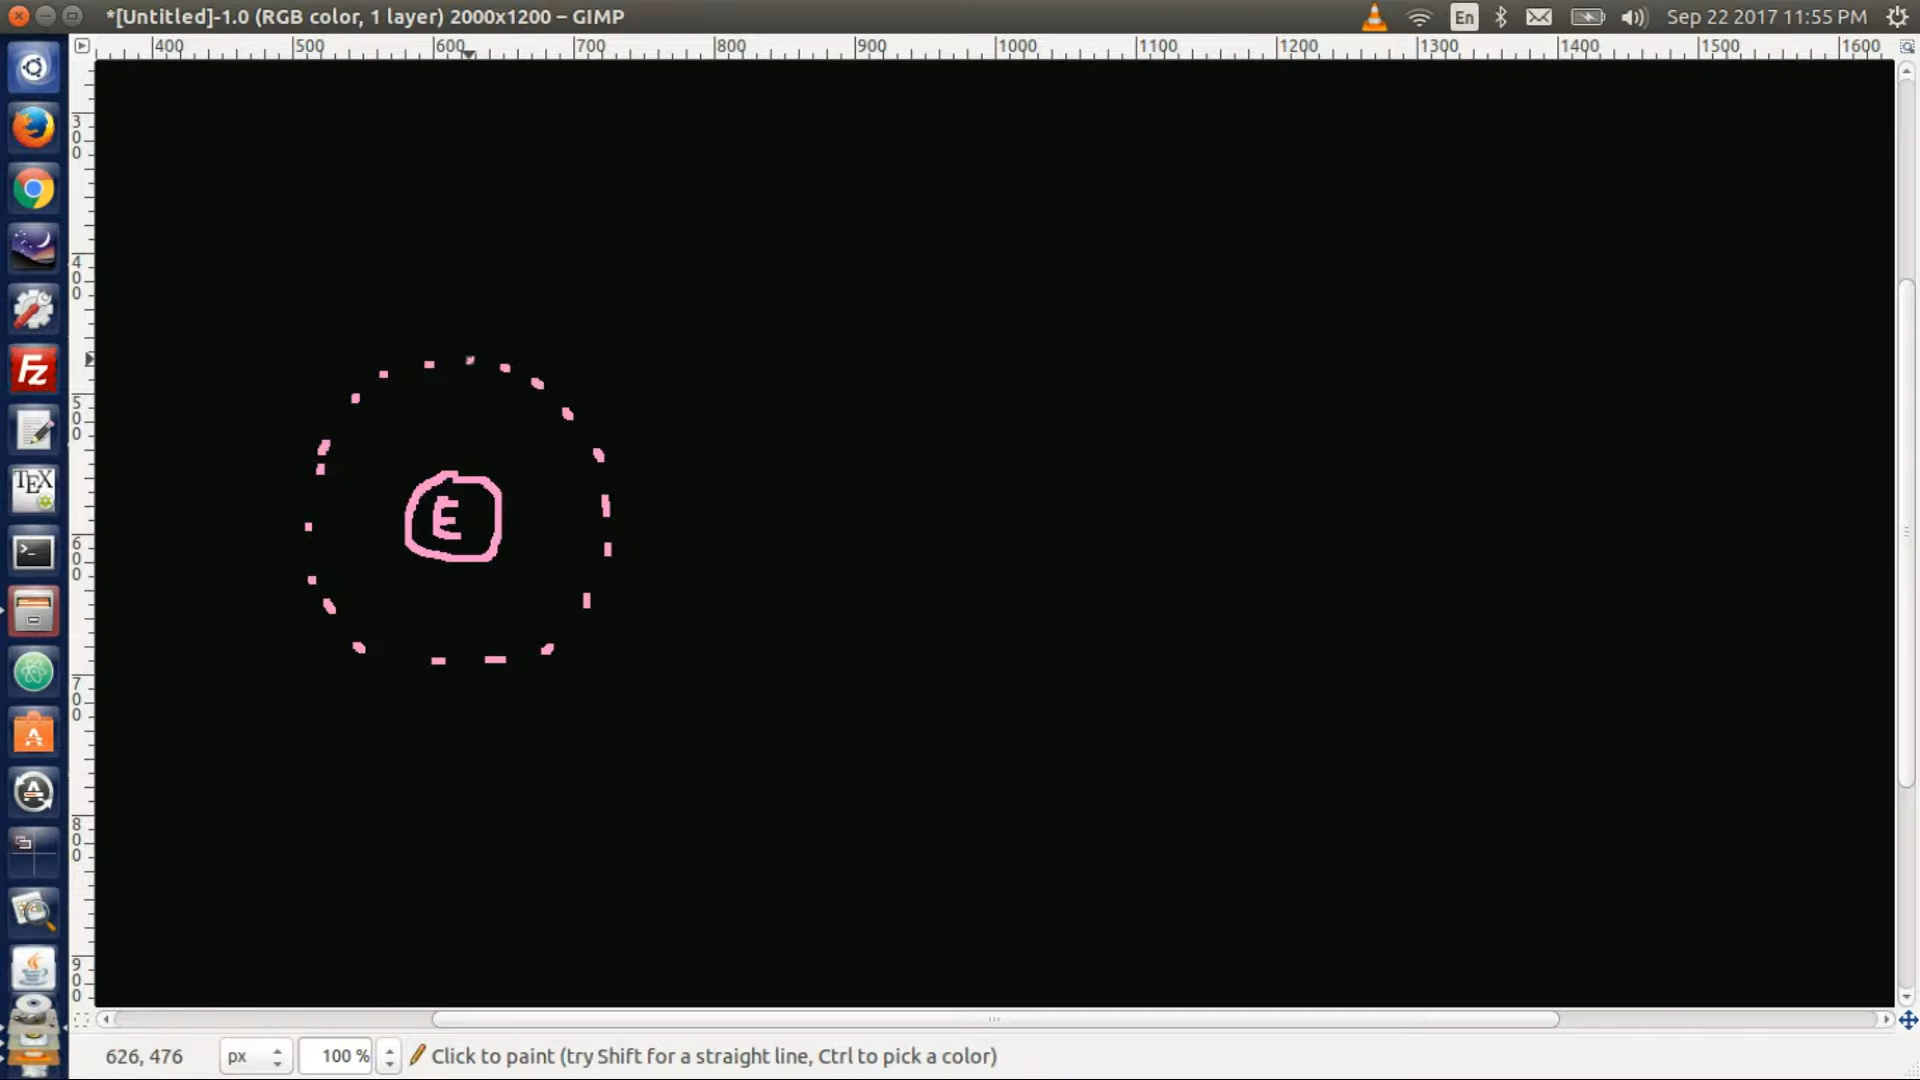 *[Untitled]-1.0 (RGB color, 1 layer) 2000x1200 – GIMP
En
Sep 22 2017 11:55 PM
400 500 600 700 800 900 1000 1100 1200 1300 1400 1500 1600
300
400
500
600
700
800
900
E
FZ
TEX
626, 476
px
100 %
Click to paint (try Shift for a straight line, Ctrl to pick a color)